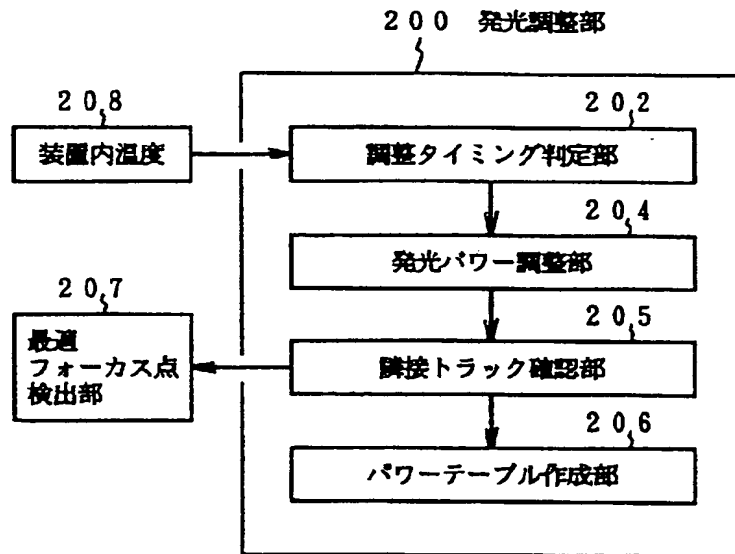 200 発光調整部
208
装置内温度
202
調整タイミング判定部
204
発光パワー調整部
207
最適
フォーカス点
検出部
205
隣接トラック確認部
206
パワーテーブル作成部